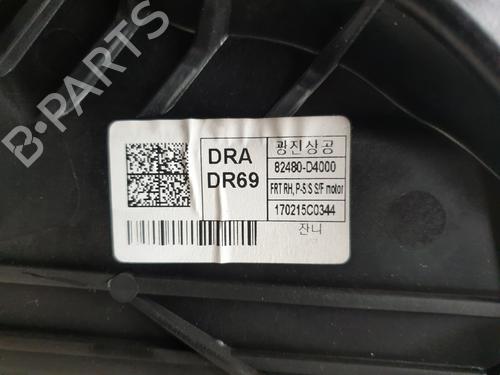 B-PARTS
DRA
DR69
광진상공
82480-D4000
FRT RH, P-S S S/F motor
170215C0344
잔니